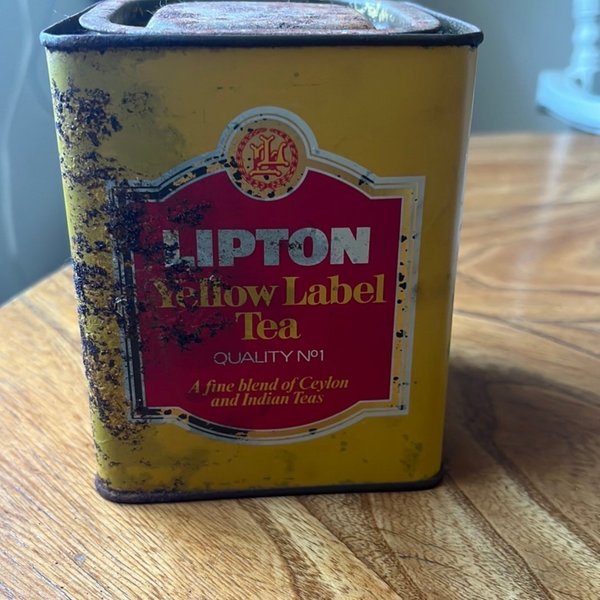 LIPTON
Yellow Label
Tea
QUALITY Nº1
A fine blend of Ceylon
and Indian Teas